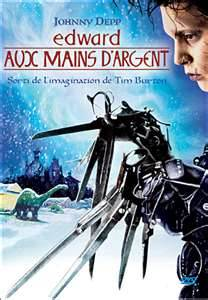 JOHNNY DEPP
edward
AUX MAINS D'ARGENT
Sorti de l'imagination de Tim Burton